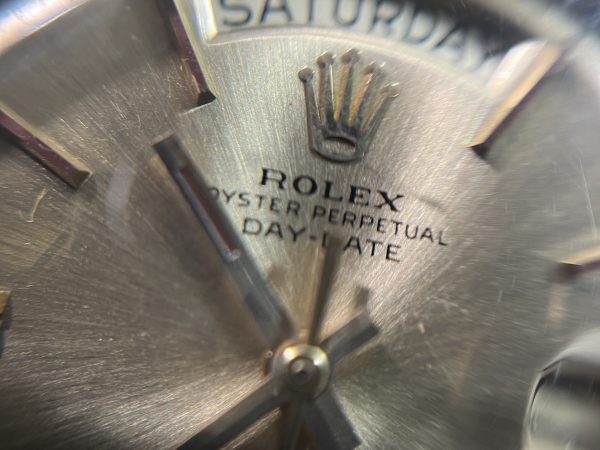 SATURDAY
ROLEX
OYSTER PERPETUAL
DAY-DATE